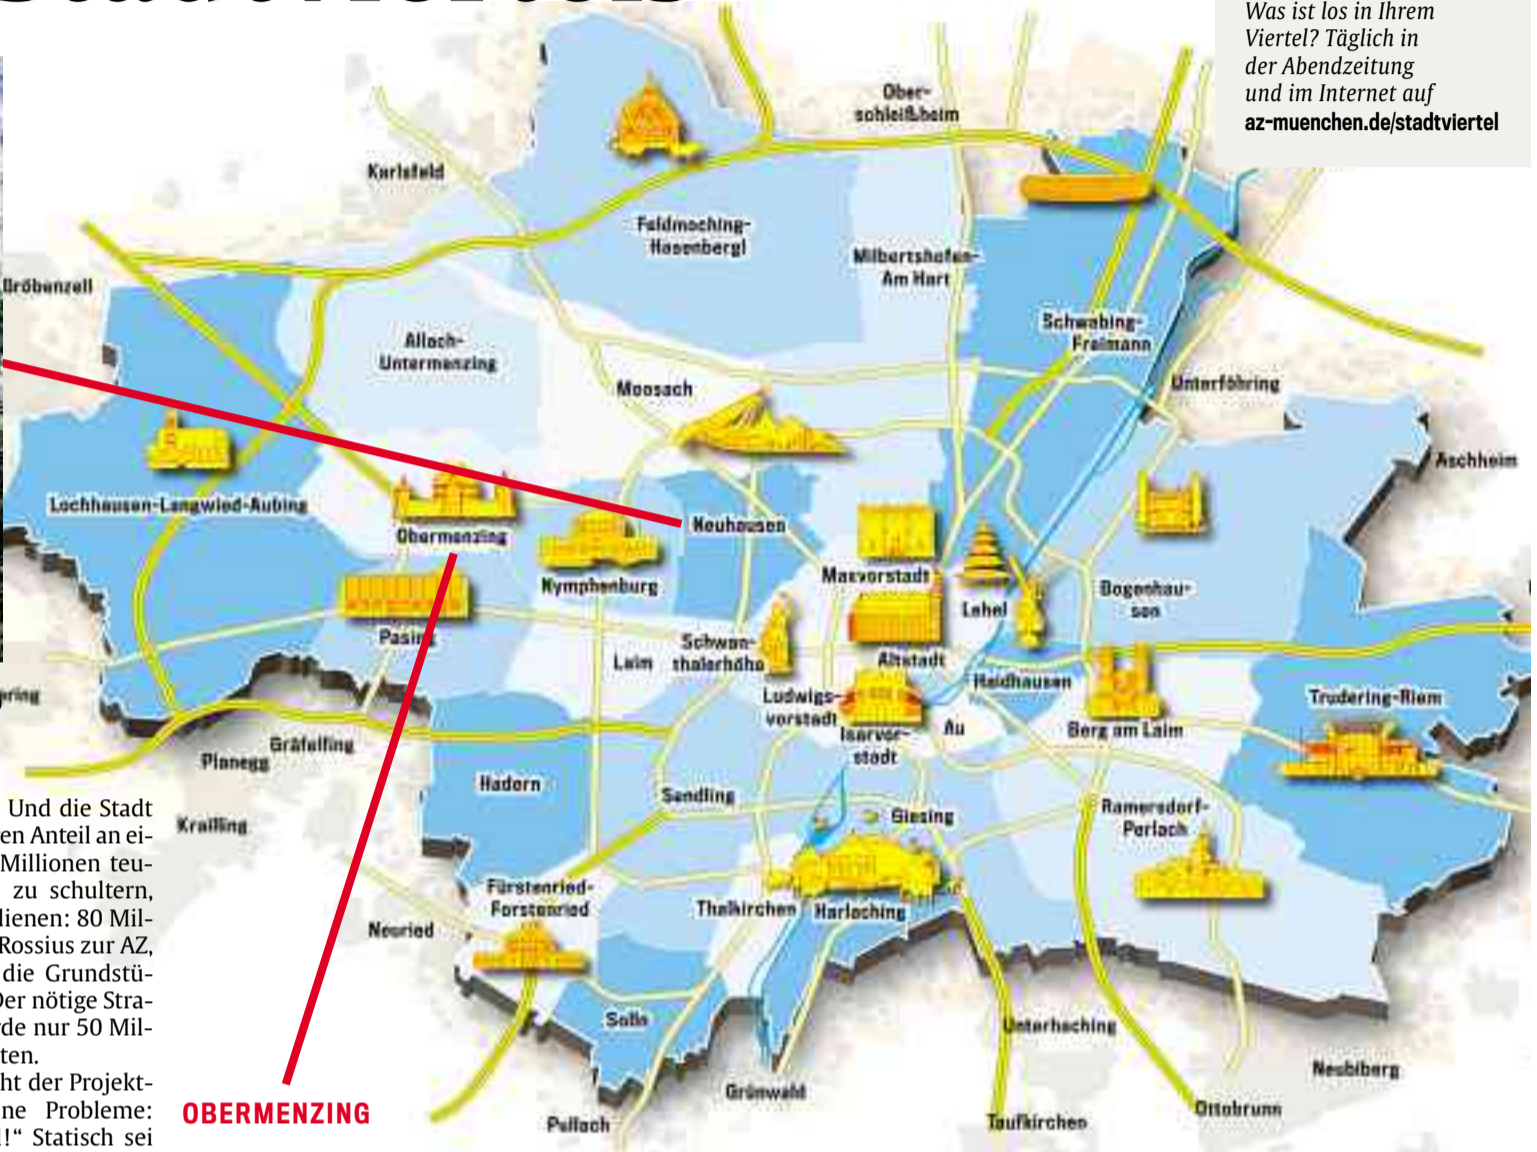 Stadtviertels
Was ist los in Ihrem
Viertel? Täglich in
der Abendzeitung
und im Internet auf
az-muenchen.de/stadtviertel
Ober-
schleißheim
Karlsfeld
Feldmoching-
Hasenbergl
Milbertshofen-
Am Hart
Gröbenzell
Schwabing-
Freimann
Allach-
Untermenzing
Moosach
Unterföhring
Aschheim
Lochhausen-Langwied-Aubing
Obermenzing
Neuhausen
Nymphenburg
Maxvorstadt
Lehel
Bogenhau-
sen
Pasing
Laim
Schwan-
thalerhöhe
Altstadt
Haidhausen
Trudering-Riem
ering
Ludwigs-
vorstadt
Isarvor-
stadt
Au
Berg am Laim
Gräfelfing
Planegg
Hadern
Sendling
Giesing
Ramersdorf-
Perlach
Krailling
Fürstenried-
Forstenried
Thalkirchen
Harlaching
Neuried
Solln
Unterhaching
Neubiberg
Grünwald
Pullach
Taufkirchen
Ottobrunn
OBERMENZING
Und die Stadt
ren Anteil an ei-
Millionen teu-
zu schultern,
dienen: 80 Mil-
Rossius zur AZ,
die Grundstü-
Der nötige Stra-
rde nur 50 Mil-
ten.
ht der Projekt-
ne Probleme:
l!“ Statisch sei